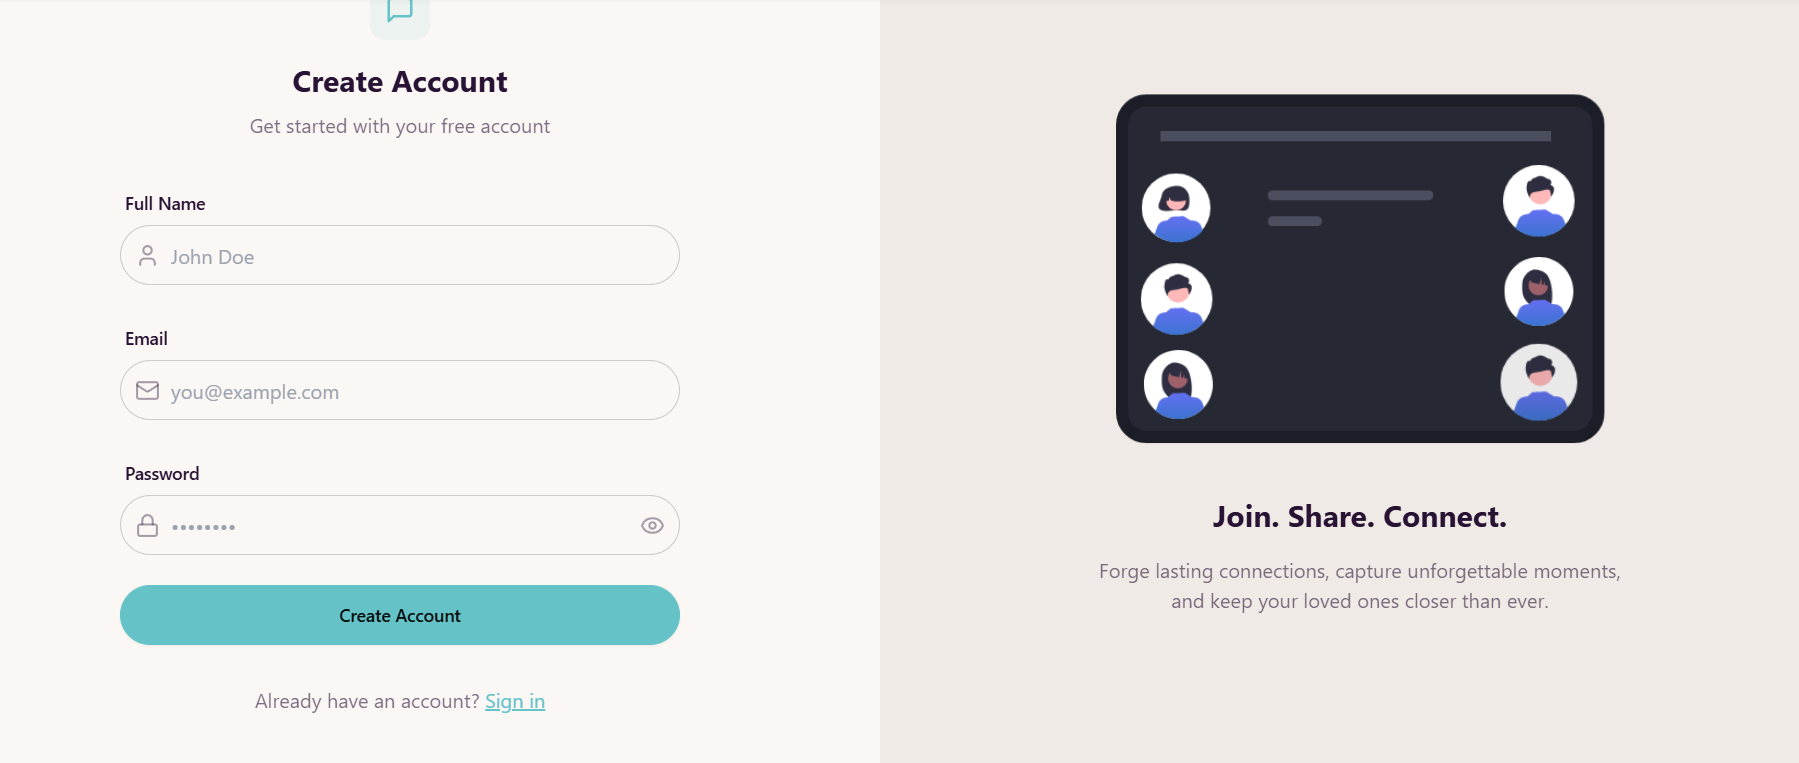 Create Account
Get started with your free account
Full Name
John Doe
Email
you@example.com
Password
••••••••
Create Account
Already have an account? Sign in
Join. Share. Connect.
Forge lasting connections, capture unforgettable moments,
and keep your loved ones closer than ever.